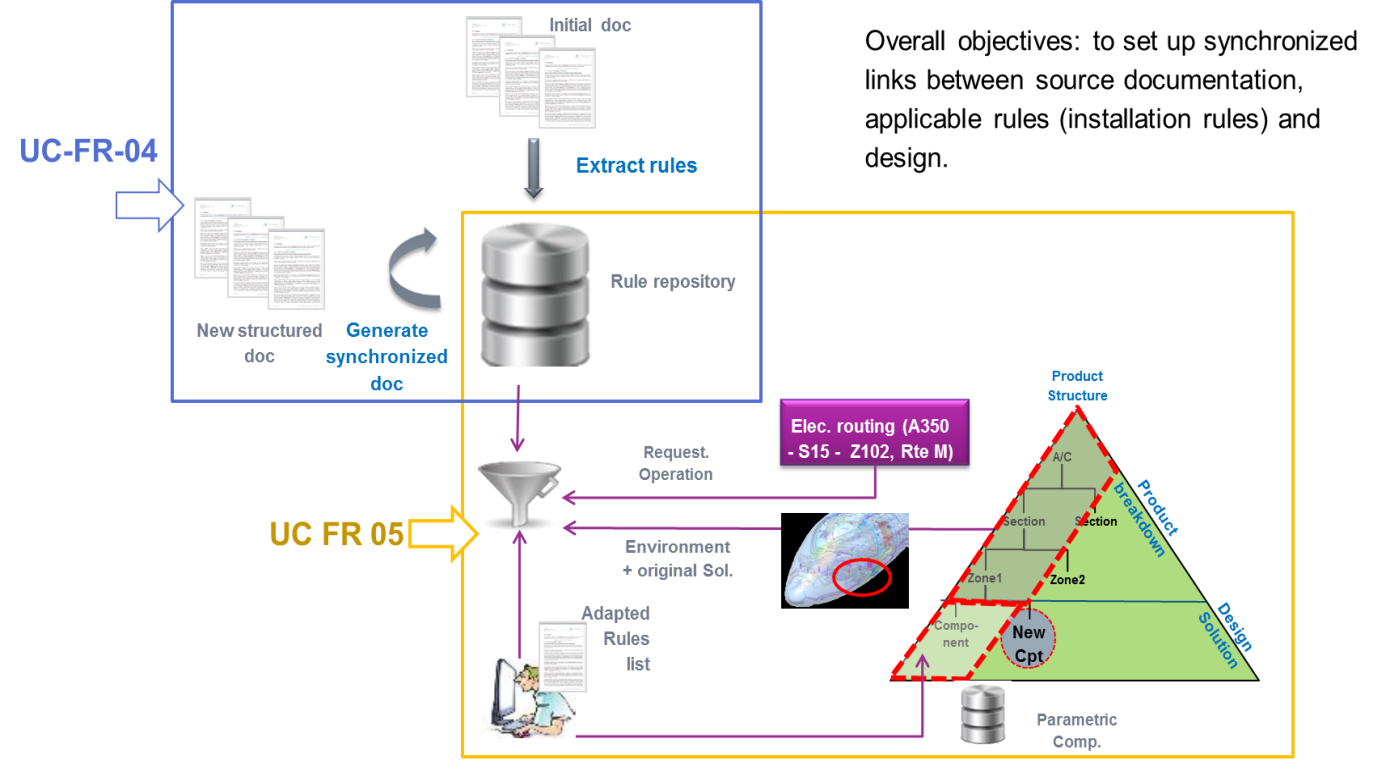 Initial doc
Overall objectives: to set up synchronized
links between source documentation,
applicable rules (installation rules) and
design.
UC-FR-04
Extract rules
Rule repository
New structured
doc
Generate
synchronized
doc
Product
Structure
Elec. routing (A350
- S15 - Z102, Rte M)
Request.
Operation
A/C
Product
breakdown
Section
Section
UC FR 05
Environment
+ original Sol.
Zone1
Zone2
Adapted
Rules
list
Compo-
nent
New
Cpt
Design
Solution
Parametric
Comp.